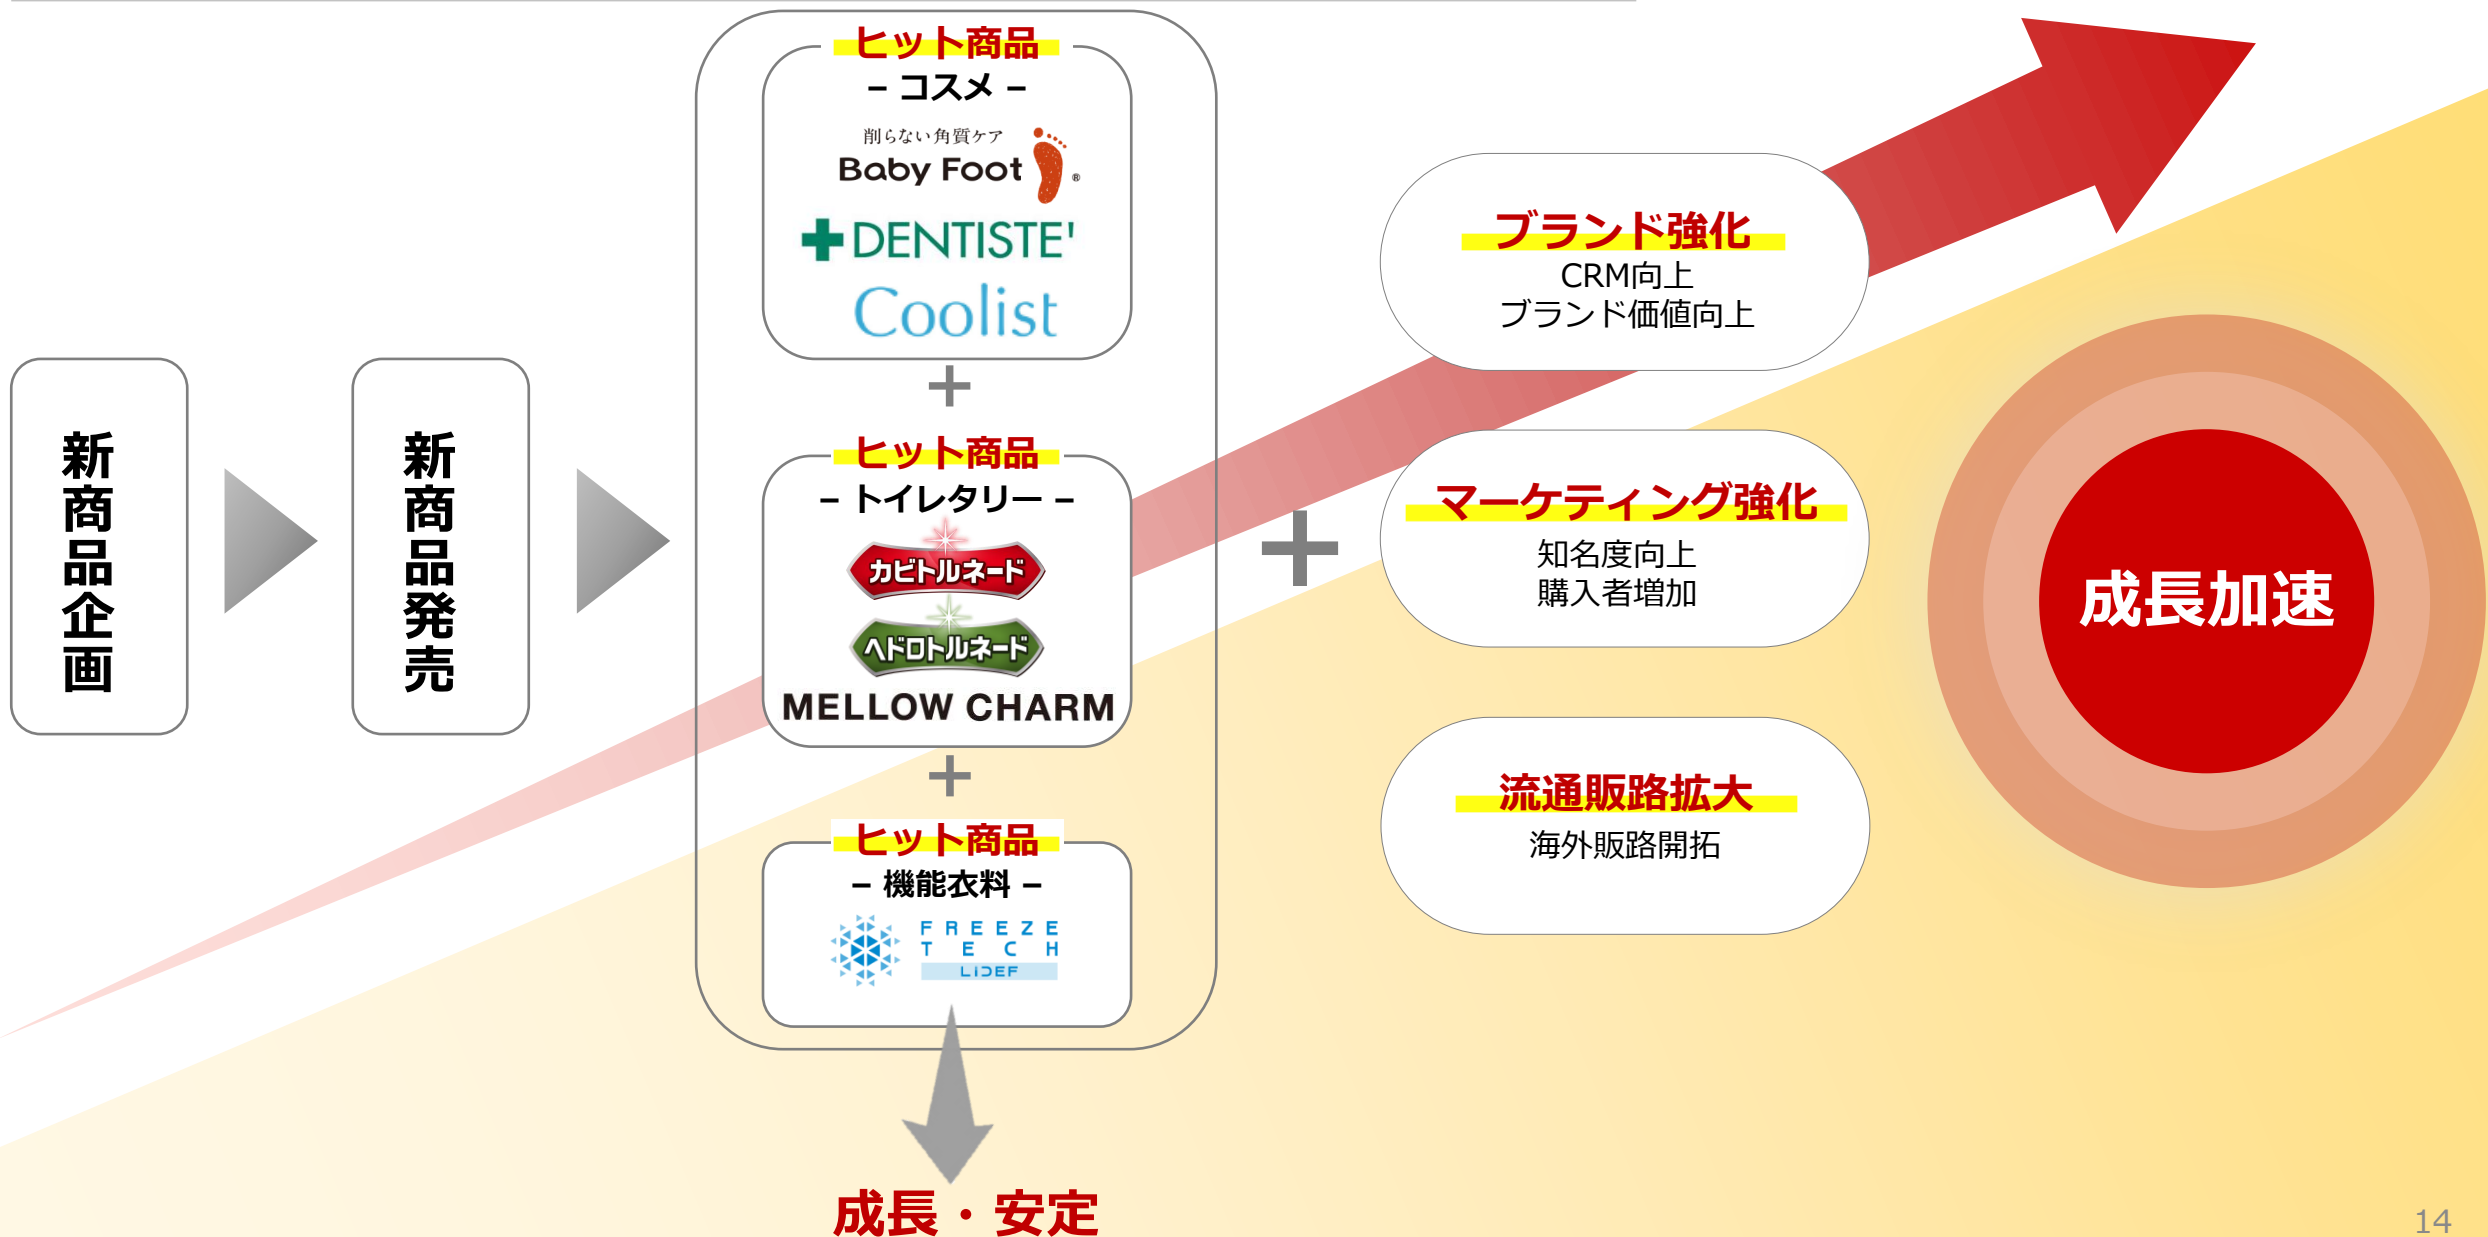 新商品企画
新商品発売
ヒット商品
– コスメ –
削らない角質ケア
Baby Foot ®
DENTISTE'
Coolist
+
ヒット商品
– トイレタリー –
カビトルネード
ヘドロトルネード
MELLOW CHARM
+
ヒット商品
– 機能衣料 –
FREEZE
TECH
LIDEF
成長・安定
+
ブランド強化
CRM向上
ブランド価値向上
マーケティング強化
知名度向上
購入者増加
流通販路拡大
海外販路開拓
成長加速
14